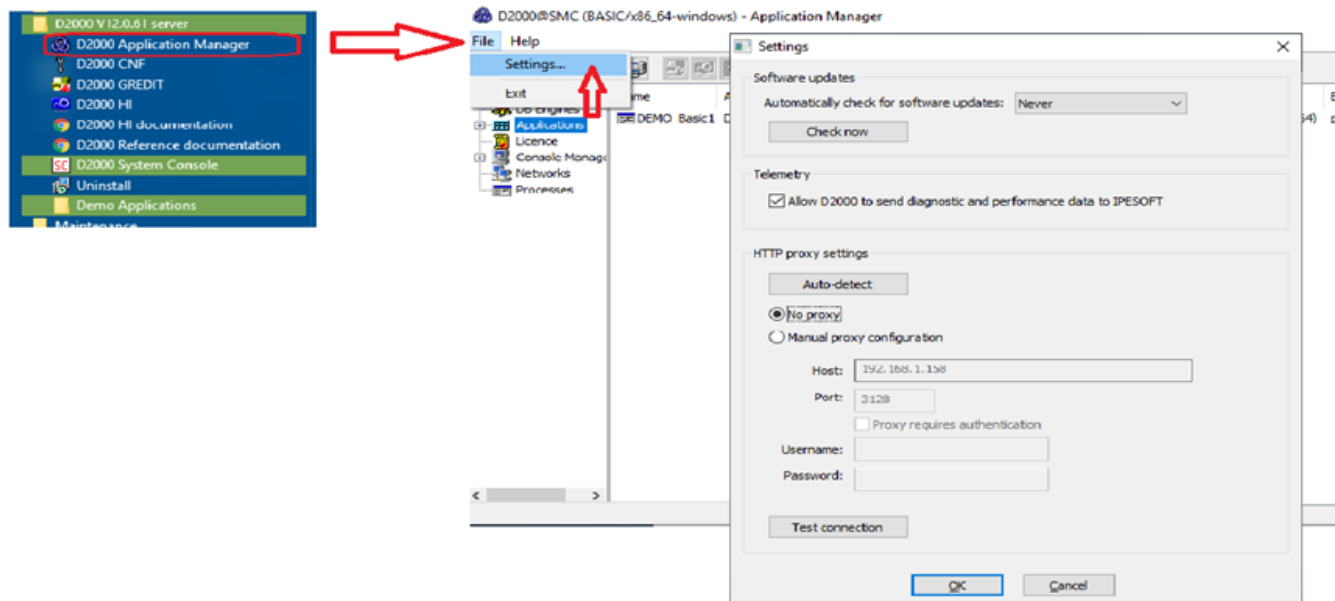 D2000 V12.0.61 server
D2000 Application Manager
D2000 CNF
D2000 GREDIT
D2000 HI
D2000 HI documentation
D2000 Reference documentation
SC D2000 System Console
Uninstall
Demo Applications
Maintenance
D2000@SMC (BASIC/x86_64-windows) - Application Manager
File Help
Settings...
Exit
DB Engines
Applications
Licence
Console Manag
Networks
Processes
me
DEMO_Basic1
64)
Settings
Software updates
Automatically check for software updates: Never
Check now
Telemetry
Allow D2000 to send diagnostic and performance data to IPESOFT
HTTP proxy settings
Auto-detect
No proxy
Manual proxy configuration
Host: 192.168.1.158
Port: 3128
Proxy requires authentication
Username:
Password:
Test connection
OK Cancel